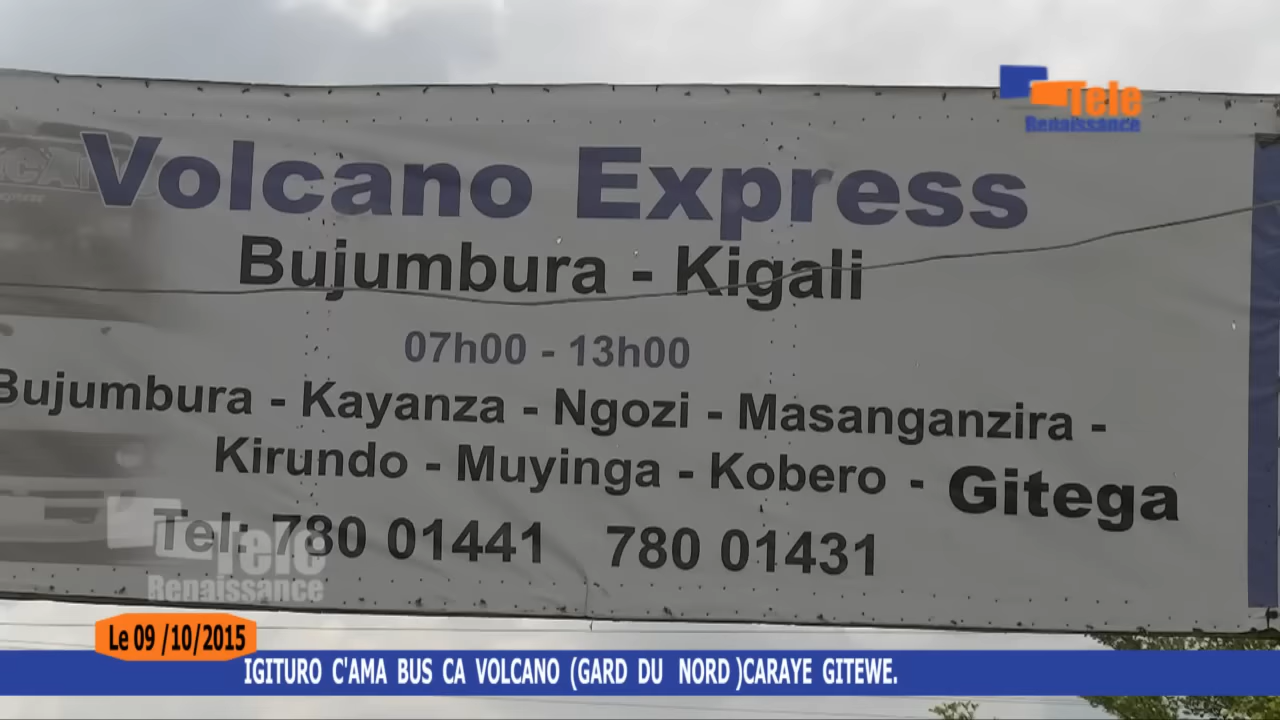 Tele
Renaissance
Volcano Express
Bujumbura - Kigali
07h00 - 13h00
Bujumbura - Kayanza - Ngozi - Masanganzira -
Kirundo - Muyinga - Kobero - Gitega
Tel: 780 01441 780 01431
Tele
Renaissance
Le 09 /10/2015
IGITURO C'AMA BUS CA VOLCANO (GARD DU NORD )CARAYE GITEWE.